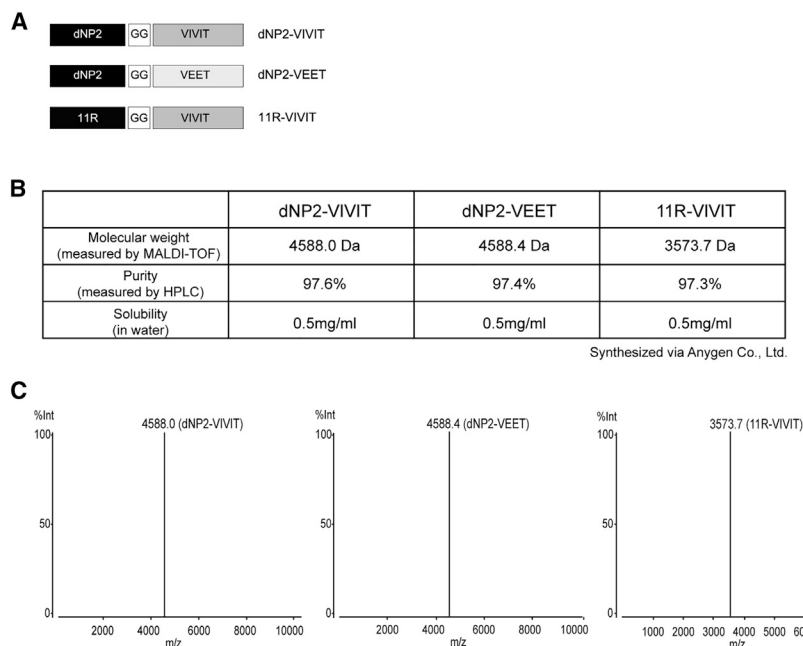 A
dNP2 GG VIVIT dNP2-VIVIT
dNP2 GG VEET dNP2-VEET
11R GG VIVIT 11R-VIVIT
B
dNP2-VIVIT dNP2-VEET 11R-VIVIT
Molecular weight
(measured by MALDI-TOF) 4588.0 Da 4588.4 Da 3573.7 Da
Purity
(measured by HPLC) 97.6% 97.4% 97.3%
Solubility
(in water) 0.5mg/ml 0.5mg/ml 0.5mg/ml
Synthesized via Anygen Co., Ltd.
C
%Int 4588.0 (dNP2-VIVIT)
100
50
0
2000 4000 6000 8000 10000
m/z
%Int 4588.4 (dNP2-VEET)
100
50
0
2000 4000 6000 8000 10000
m/z
%Int 3573.7 (11R-VIVIT)
100
50
0
1000 2000 3000 4000 5000
m/z